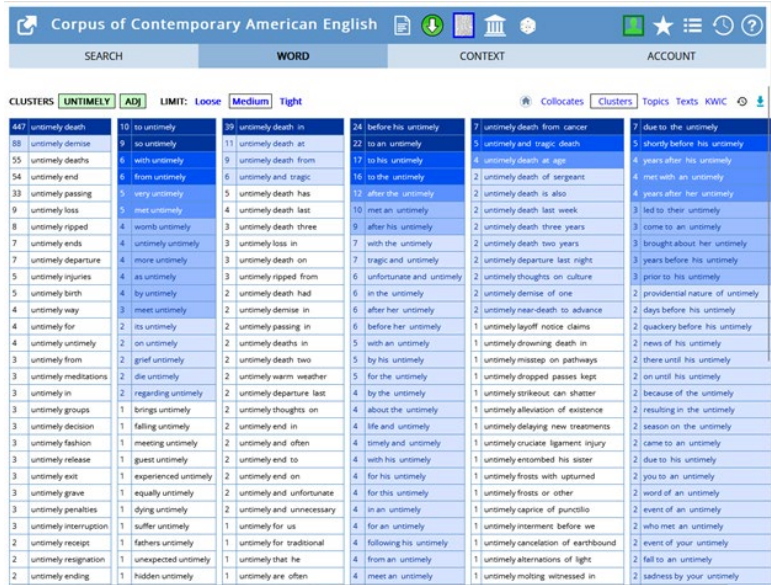 Corpus of Contemporary American English
SEARCH WORD CONTEXT ACCOUNT
CLUSTERS UNTIMELY ADJ LIMIT: Loose Medium Tight Collocates Clusters Topics Texts KWIC
447 untimely death 10 to untimely 39 untimely death in 24 before his untimely 7 untimely death from cancer 7 due to the untimely
88 untimely demise 9 so untimely 11 untimely death at 22 to an untimely 5 untimely and tragic death 5 shortly before his untimely
55 untimely deaths 6 with untimely 9 untimely death from 17 to his untimely 4 untimely death at age 4 years after his untimely
54 untimely end 6 from untimely 6 untimely and tragic 16 to the untimely 2 untimely death of sergeant 4 met with an untimely
33 untimely passing 5 very untimely 5 untimely death has 12 after the untimely 2 untimely death is also 4 years after her untimely
9 untimely loss 5 met untimely 4 untimely death last 10 met an untimely 2 untimely death last week 3 led to their untimely
8 untimely ripped 4 womb untimely 3 untimely death three 9 after his untimely 2 untimely death three years 3 come to an untimely
7 untimely ends 4 untimely untimely 3 untimely loss in 7 with the untimely 2 untimely death two years 3 brought about her untimely
7 untimely departure 4 more untimely 3 untimely death on 7 tragic and untimely 2 untimely departure last night 3 years before his untimely
5 untimely injuries 4 as untimely 3 untimely ripped from 6 unfortunate and untimely 2 untimely thoughts on culture 3 prior to his untimely
5 untimely birth 4 by untimely 2 untimely death had 6 in the untimely 2 untimely demise of one 2 providential nature of untimely
4 untimely way 3 meet untimely 2 untimely demise in 6 after her untimely 2 untimely near-death to advance 2 days before his untimely
4 untimely for 2 its untimely 2 untimely passing in 6 before her untimely 1 untimely layoff notice claims 2 quackery before his untimely
4 untimely untimely 2 on untimely 2 untimely deaths in 5 with an untimely 1 untimely drowning death in 2 news of his untimely
3 untimely from 2 grief untimely 2 untimely death two 5 by his untimely 1 untimely misstep on pathways 2 there until his untimely
3 untimely meditations 2 die untimely 2 untimely warm weather 5 for the untimely 1 untimely dropped passes kept 2 on until his untimely
3 untimely in 2 regarding untimely 2 untimely departure last 4 by the untimely 1 untimely strikeout can shatter 2 because of the untimely
3 untimely groups 1 brings untimely 2 untimely thoughts on 4 about the untimely 1 untimely alleviation of existence 2 resulting in the untimely
3 untimely decision 1 falling untimely 2 untimely end in 4 life and untimely 1 untimely delaying new treatments 2 season on the untimely
3 untimely fashion 1 meeting untimely 2 untimely and often 4 timely and untimely 1 untimely cruciate ligament injury 2 came to an untimely
3 untimely release 1 guest untimely 2 untimely end to 4 with his untimely 1 untimely entombed his sister 2 due to his untimely
3 untimely exit 1 experienced untimely 2 untimely end on 4 for his untimely 1 untimely frosts with upturned 2 you to an untimely
3 untimely grave 1 equally untimely 2 untimely and unfortunate 4 for this untimely 1 untimely frosts or other 2 word of an untimely
3 untimely penalties 1 dying untimely 2 untimely and unnecessary 4 in an untimely 1 untimely caprice of punctilio 2 event of an untimely
3 untimely interruption 1 suffer untimely 1 untimely for us 4 for an untimely 1 untimely interment before we 2 who met an untimely
2 untimely receipt 1 fathers untimely 1 untimely for traditional 4 following his untimely 1 untimely cancelation of earthbound 2 event of your untimely
2 untimely resignation 1 unexpected untimely 1 untimely that he 4 from an untimely 1 untimely alternations of light 2 fall to an untimely
2 untimely ending 1 hidden untimely 1 untimely are often 4 meet an untimely 1 untimely molting witnessed in 2 sadness by your untimely